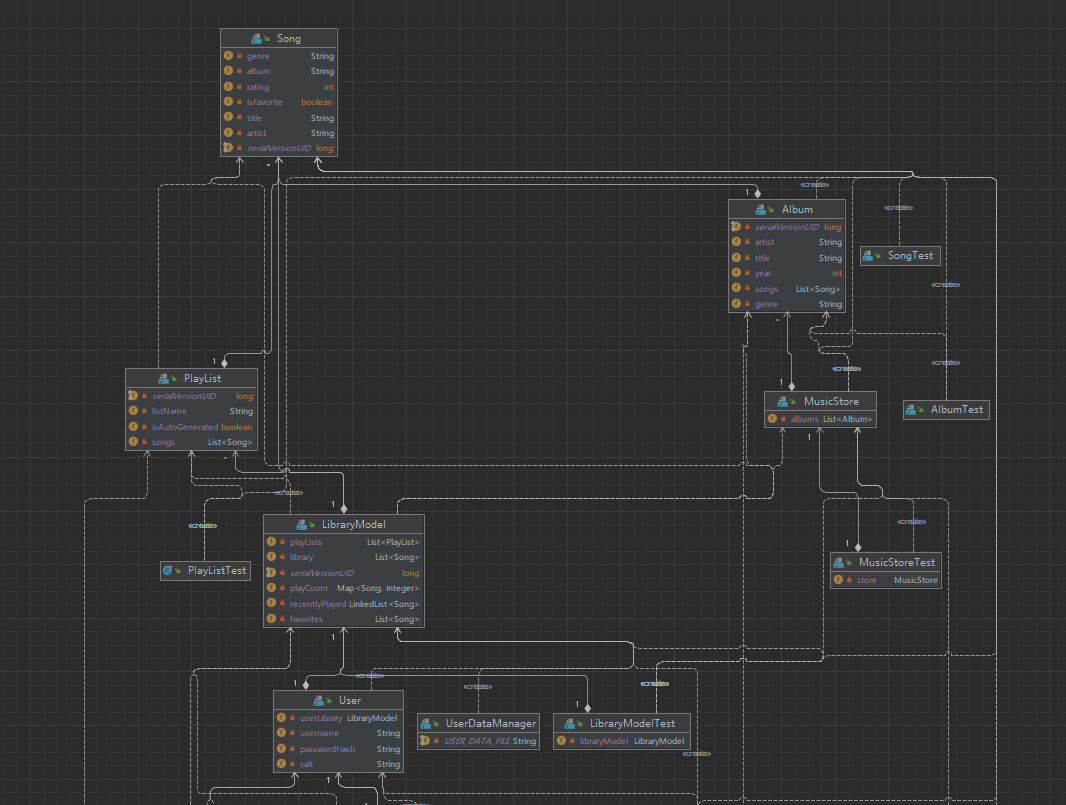 Song
genre String
album String
rating int
isFavorite boolean
title String
artist String
serialVersionUID long
*
«create»
1
Album
«create»
serialVersionUID long
artist String
title String
year int
songs List<Song>
genre String
SongTest
«create»
*
1
PlayList
serialVersionUID long
listName String
isAutoGenerated boolean
songs List<Song>
«create»
«create»
1
MusicStore
albums List<Album>
AlbumTest
1
*
«create»
1
«create»
«create»
LibraryModel
playLists List<PlayList>
library List<Song>
serialVersionUID long
playCount Map<Song, Integer>
recentlyPlayed LinkedList<Song>
favorites List<Song>
PlayListTest
1
MusicStoreTest
store MusicStore
1
«create»
1
«create»
«create»
1
User
userLibrary LibraryModel
username String
passwordHash String
salt String
UserDataManager
USER_DATA_FILE String
LibraryModelTest
libraryModel LibraryModel
«create»
1
1